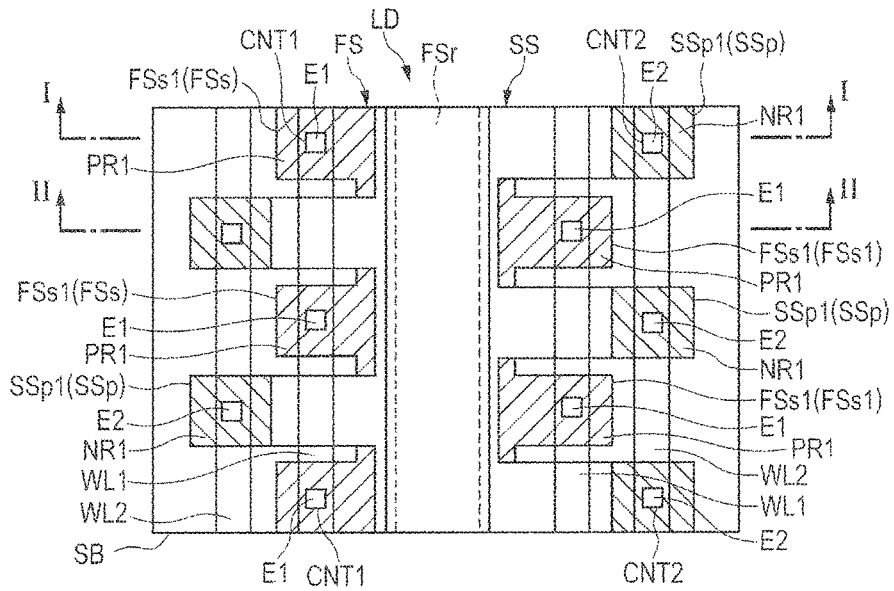 LD
CNT1 FS FSr SS CNT2 SSp1(SSp)
FSs1(FSs) E1 E2
I I
NR1
PR1
II II
E1
FSs1(FSs1)
FSs1(FSs) PR1
SSp1(SSp)
E1
E2
PR1
NR1
SSp1(SSp)
FSs1(FSs1)
E2 E1
NR1 PR1
WL1 WL2
WL2 WL1
SB E2
E1 CNT1 CNT2